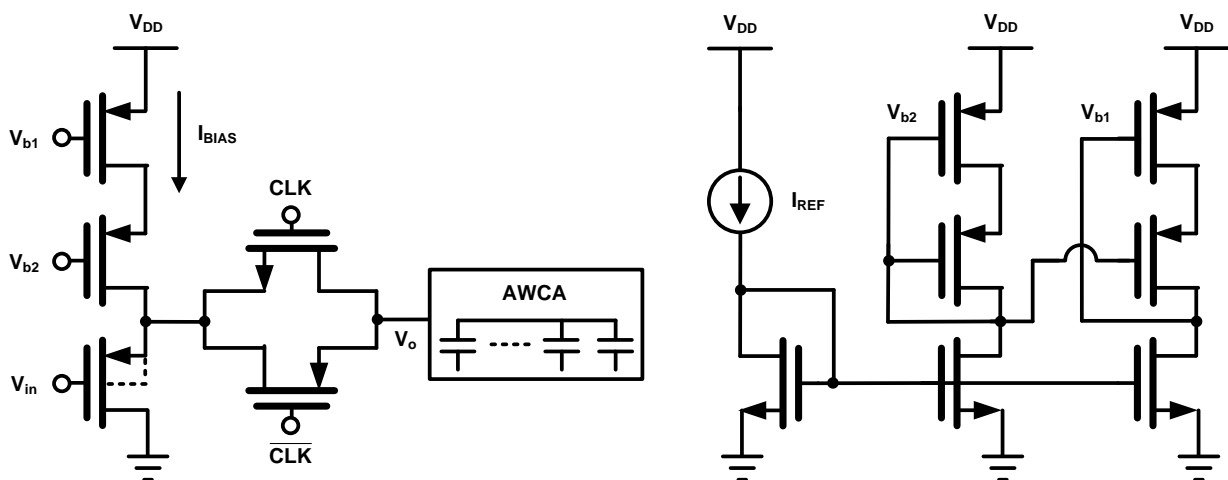 VDD
Vb1
IBIAS
CLK
Vb2
AWCA
Vo
Vin
CLK
VDD
IREF
VDD
Vb2
VDD
Vb1